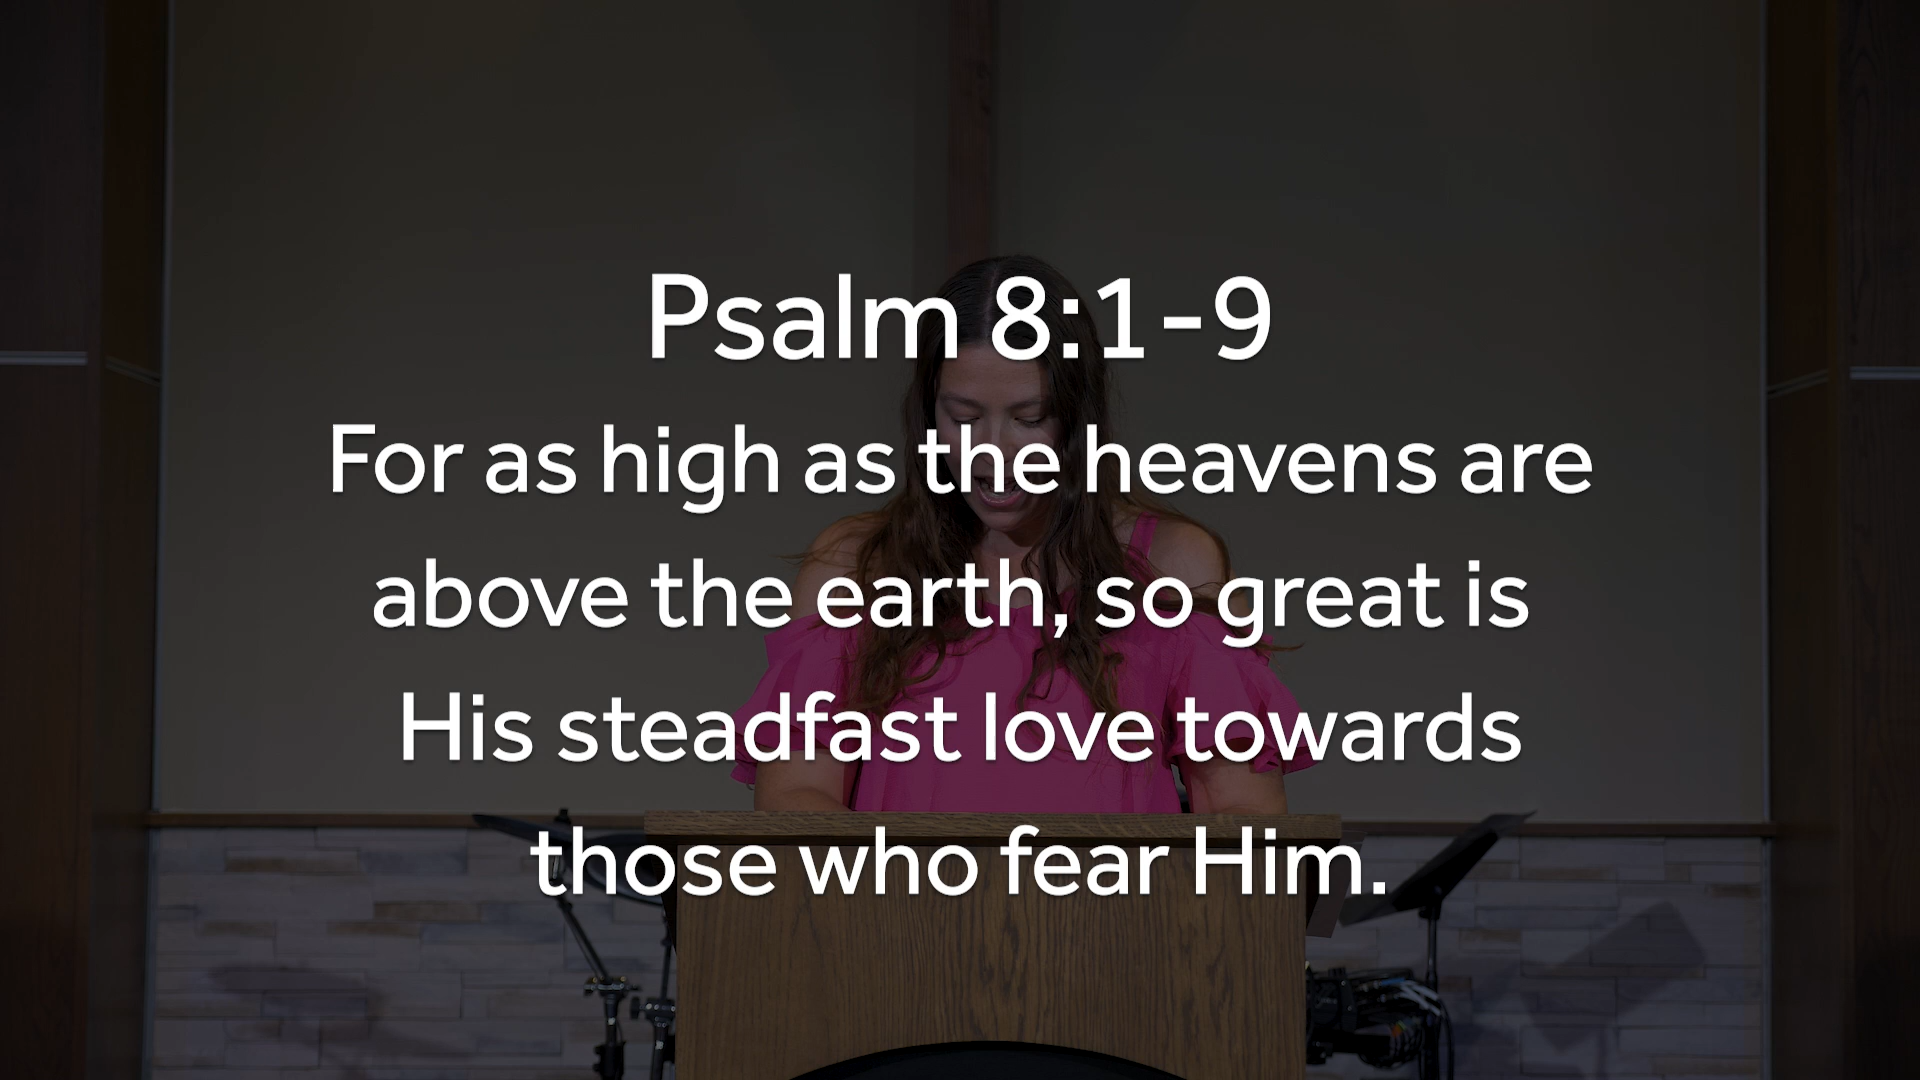 Psalm 8:1-9
For as high as the heavens are
above the earth, so great is
His steadfast love towards
those who fear Him.